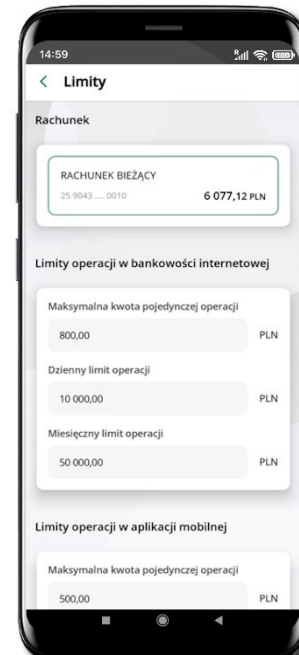 14:59
Limity
Rachunek
RACHUNEK BIEŻĄCY
25 9043 .... 0010
6 077,12 PLN
Limity operacji w bankowości internetowej
Maksymalna kwota pojedynczej operacji
800,00 PLN
Dzienny limit operacji
10 000,00 PLN
Miesięczny limit operacji
50 000,00 PLN
Limity operacji w aplikacji mobilnej
Maksymalna kwota pojedynczej operacji
500,00 PLN